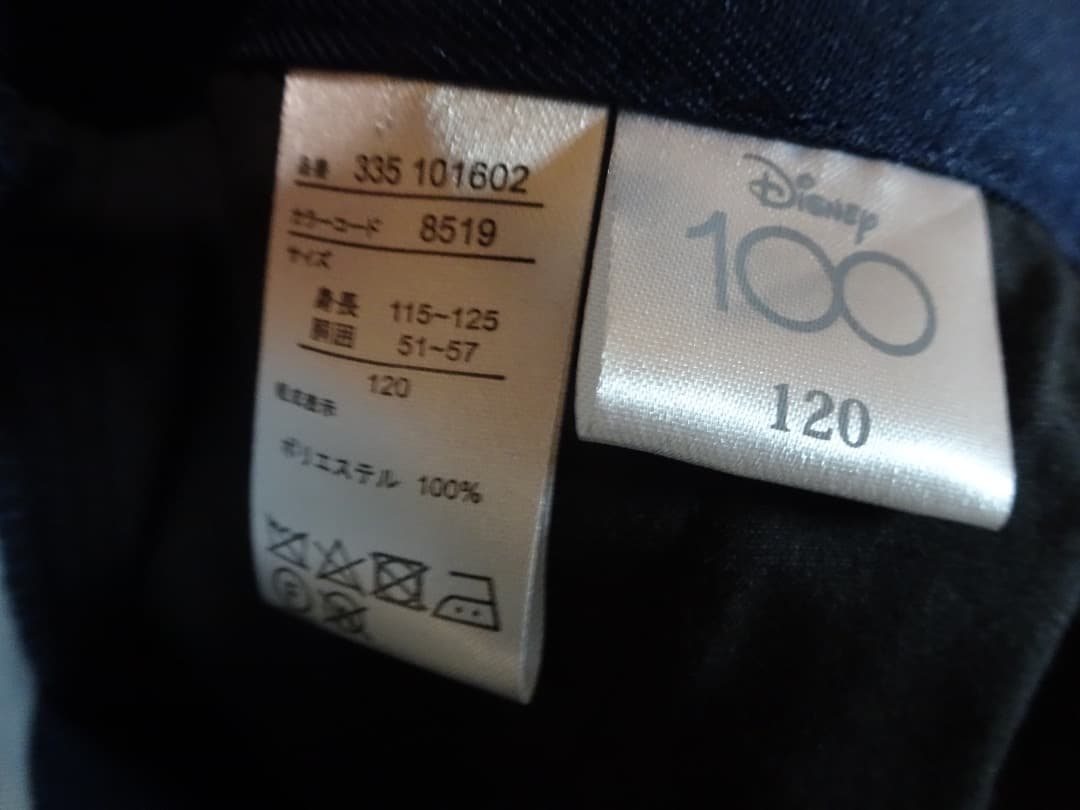 品番 335 101602
カラーコード 8519
サイズ
身長 115~125
胴囲 51~57
120
組成表示
ポリエステル 100%
Disney
100
120